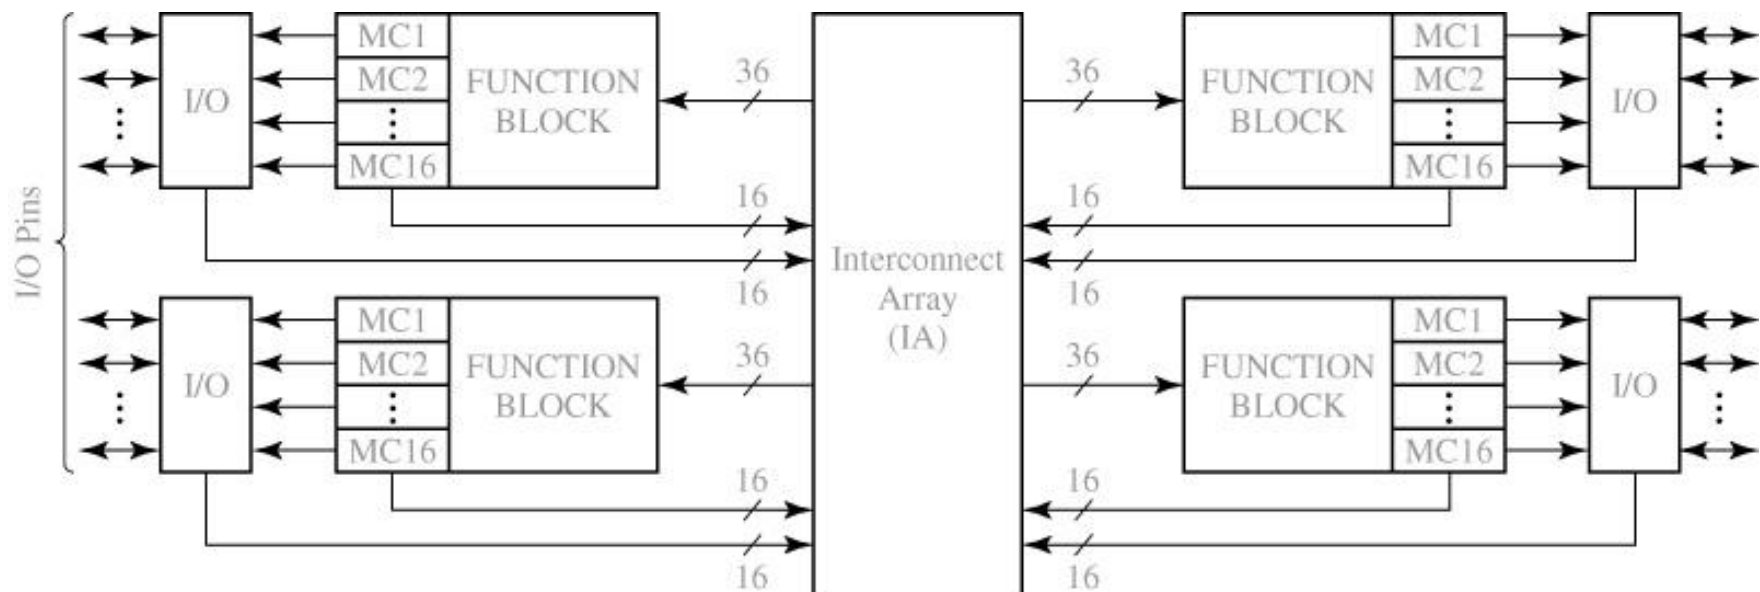 I/O Pins
I/O
MC1
MC2
MC16
FUNCTION
BLOCK
36
16
16
I/O
MC1
MC2
MC16
FUNCTION
BLOCK
36
16
16
Interconnect
Array
(IA)
36
FUNCTION
BLOCK
MC1
MC2
MC16
I/O
16
16
36
FUNCTION
BLOCK
MC1
MC2
MC16
I/O
16
16